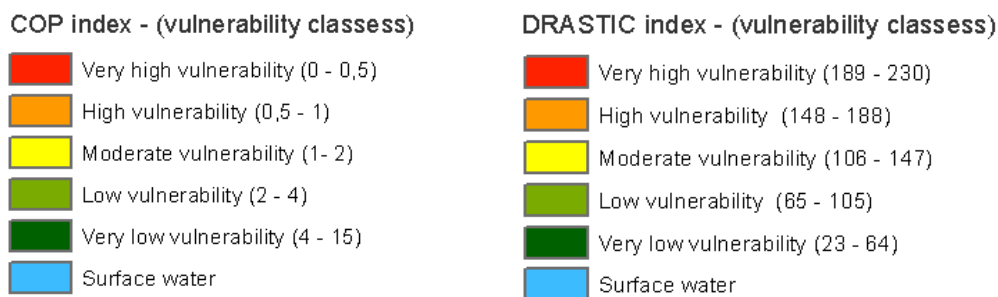 COP index - (vulnerability classess)
Very high vulnerability (0 - 0,5)
High vulnerability (0,5 - 1)
Moderate vulnerability (1- 2)
Low vulnerability (2 - 4)
Very low vulnerability (4 - 15)
Surface water
DRASTIC index - (vulnerability classess)
Very high vulnerability (189 - 230)
High vulnerability (148 - 188)
Moderate vulnerability (106 - 147)
Low vulnerability (65 - 105)
Very low vulnerability (23 - 64)
Surface water